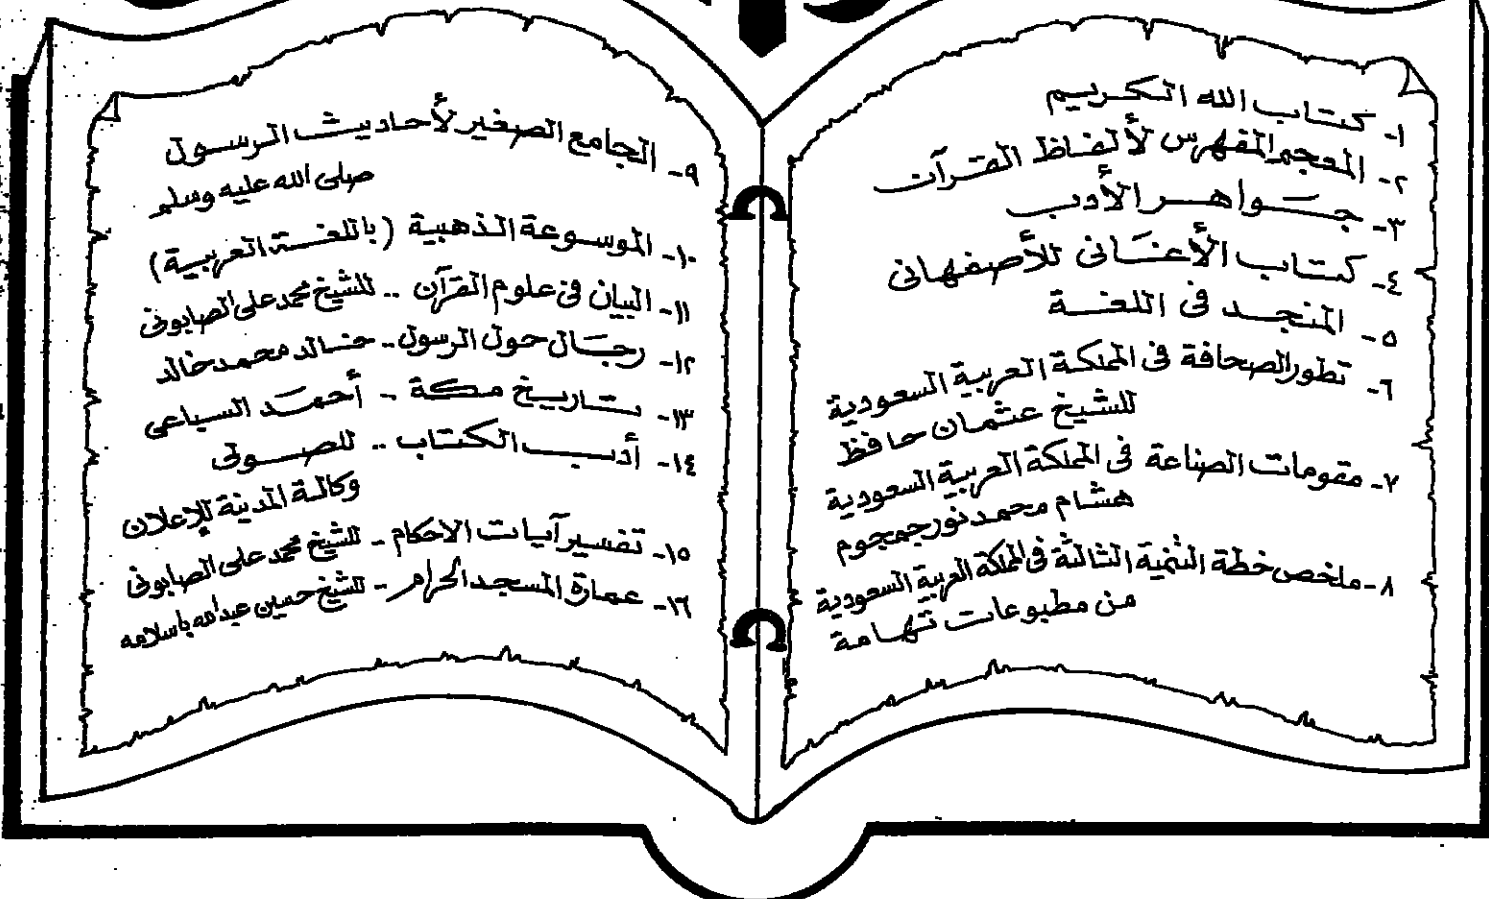 ١- كتاب الله الكريم
٢- المعجم المفهرس لألفاظ القرآن
٣- جواهر الأدب
٤- كتاب الأغاني للأصفهاني
٥- المنجد في اللغة
٦- تطور الصحافة في المملكة العربية السعودية
للشيخ عثمان حافظ
٧- مقومات الصناعة في المملكة العربية السعودية
هشام محمد نور جمجوم
٨- ملخص خطة التنمية الثالثة في المملكة العربية السعودية
من مطبوعات تهامة
٩- الجامع الصغير لأحاديث الرسول
صلى الله عليه وسلم
١٠- الموسوعة الذهبية (باللغة العربية)
١١- البيان في علوم القرآن .. للشيخ محمد على الصابونى
١٢- رجال حول الرسول .. خالد محمد خالد
١٣- تاريخ مكة - أحمد السباعى
١٤- أدب الكتاب .. للصولى
وكالة المدينة للإعلان
١٥- تفسير آيات الاحكام - للشيخ محمد على الصابونى
١٦- عمارة المسجد الحرام - للشيخ حسين عبدالله باسلامه